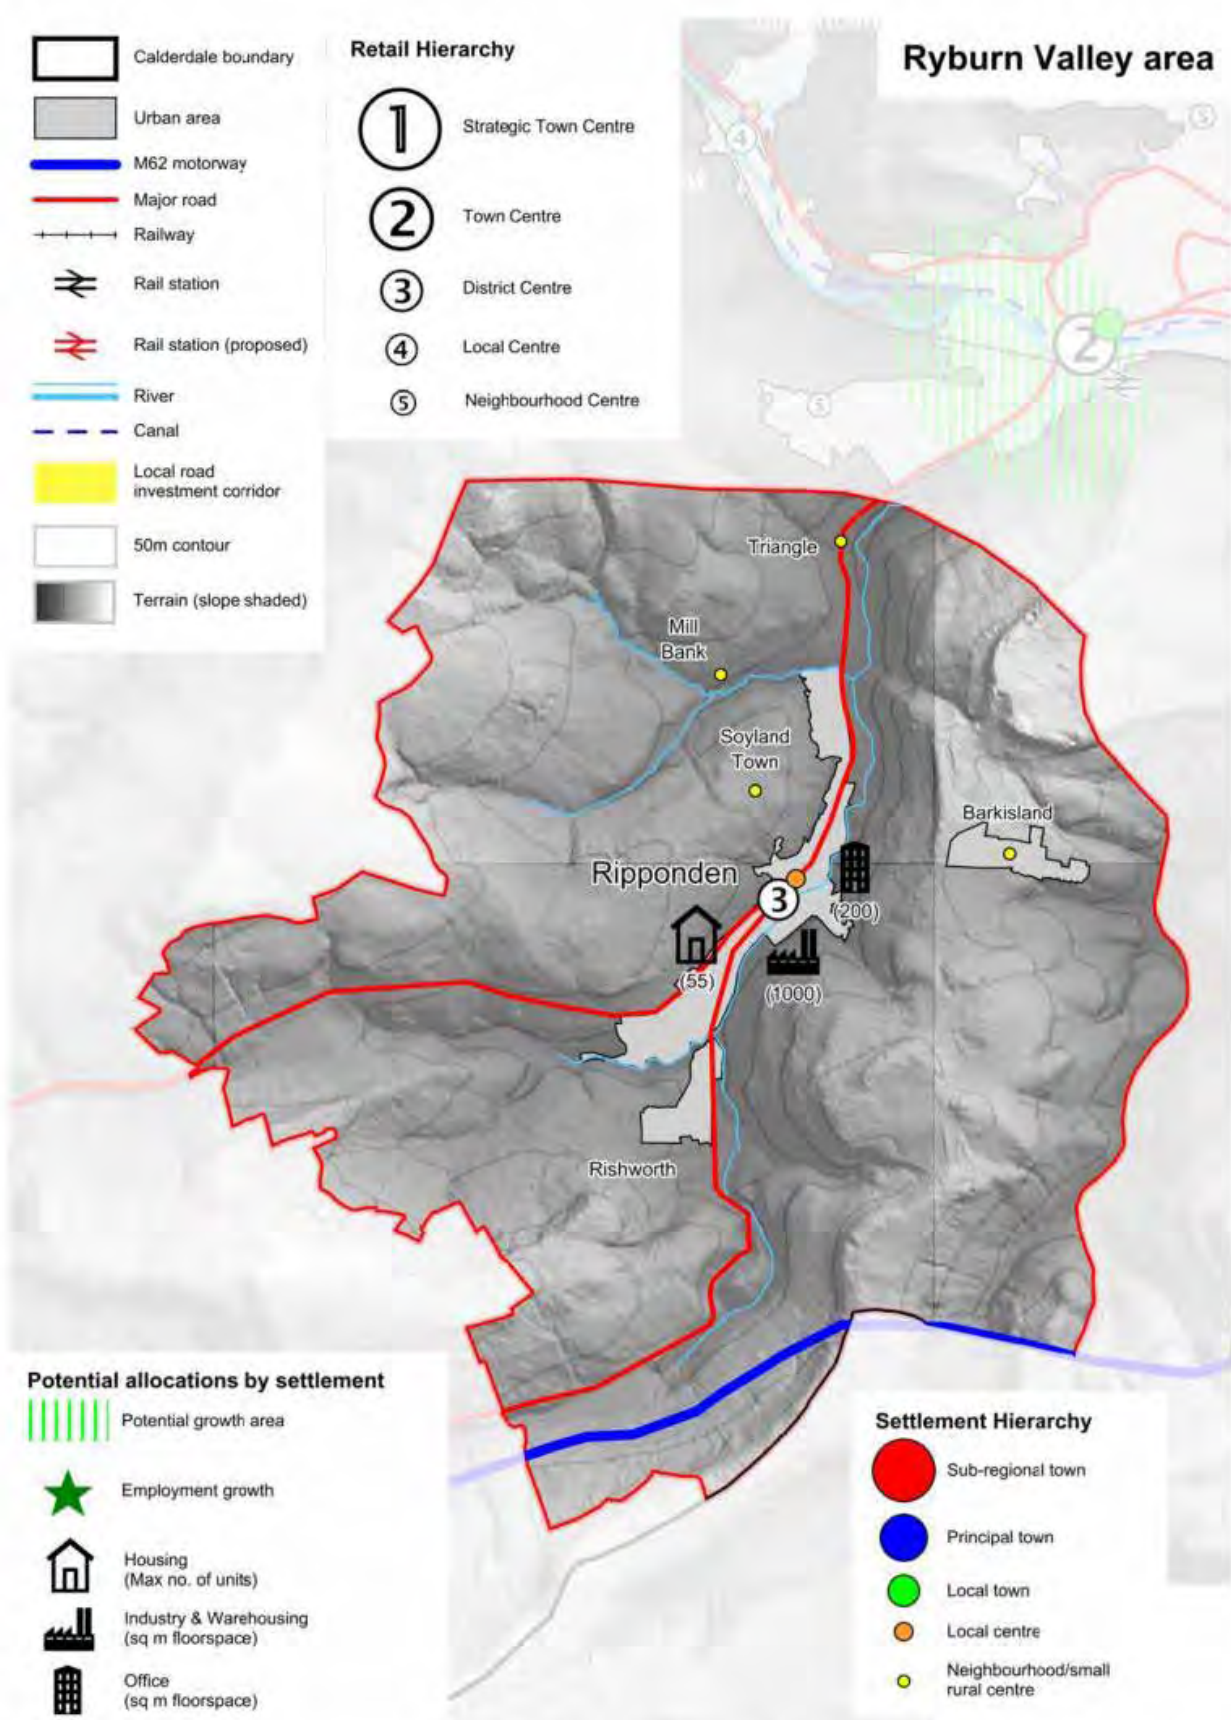 Ryburn Valley area
Calderdale boundary
Urban area
M62 motorway
Major road
Railway
Rail station
Rail station (proposed)
River
Canal
Local road
investment corridor
50m contour
Terrain (slope shaded)
Retail Hierarchy
1
Strategic Town Centre
2
Town Centre
3
District Centre
4
Local Centre
5
Neighbourhood Centre
4
5
2
5
Triangle
Mill
Bank
Soyland
Town
Barkisland
Ripponden
3
(200)
(55)
(1000)
Rishworth
Potential allocations by settlement
Potential growth area
Employment growth
Housing
(Max no. of units)
Industry & Warehousing
(sq m floorspace)
Office
(sq m floorspace)
Settlement Hierarchy
Sub-regional town
Principal town
Local town
Local centre
Neighbourhood/small
rural centre